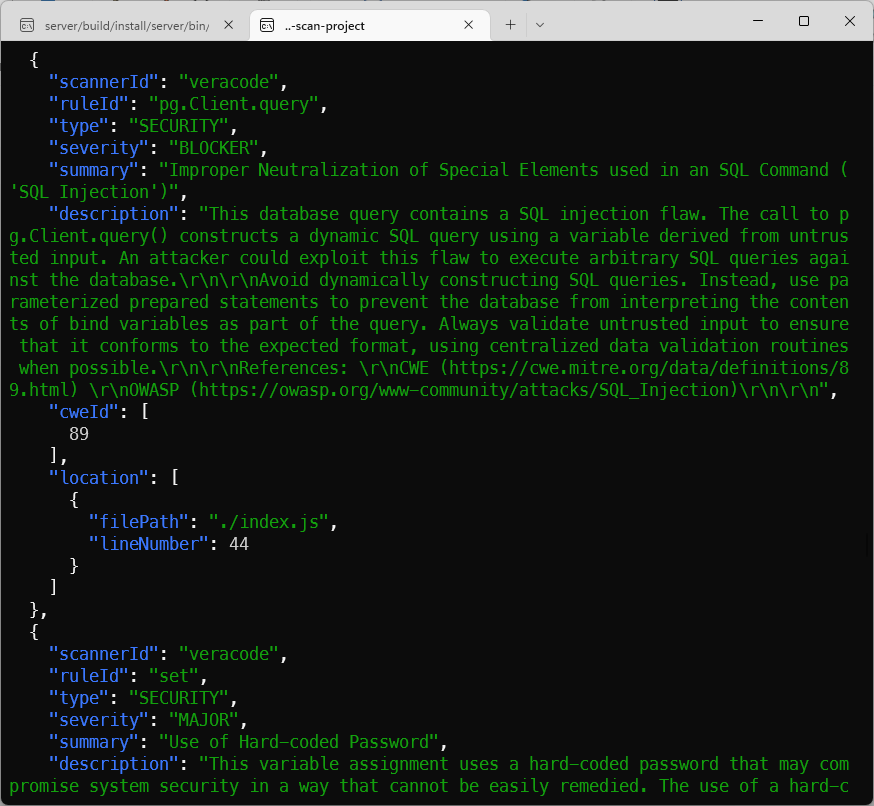 server/build/install/server/bin/
..-scan-project
{
"scannerId": "veracode",
"ruleId": "pg.Client.query",
"type": "SECURITY",
"severity": "BLOCKER",
"summary": "Improper Neutralization of Special Elements used in an SQL Command (
'SQL Injection')",
"description": "This database query contains a SQL injection flaw. The call to p
g.Client.query() constructs a dynamic SQL query using a variable derived from untrus
ted input. An attacker could exploit this flaw to execute arbitrary SQL queries agai
nst the database.\r\n\r\nAvoid dynamically constructing SQL queries. Instead, use pa
rameterized prepared statements to prevent the database from interpreting the conten
ts of bind variables as part of the query. Always validate untrusted input to ensure
that it conforms to the expected format, using centralized data validation routines
when possible.\r\n\r\nReferences: \r\nCWE (https://cwe.mitre.org/data/definitions/8
9.html) \r\nOWASP (https://owasp.org/www-community/attacks/SQL_Injection)\r\n\r\n",
"cweId": [
89
],
"location": [
{
"filePath": "./index.js",
"lineNumber": 44
}
]
},
{
"scannerId": "veracode",
"ruleId": "set",
"type": "SECURITY",
"severity": "MAJOR",
"summary": "Use of Hard-coded Password",
"description": "This variable assignment uses a hard-coded password that may com
promise system security in a way that cannot be easily remedied. The use of a hard-c